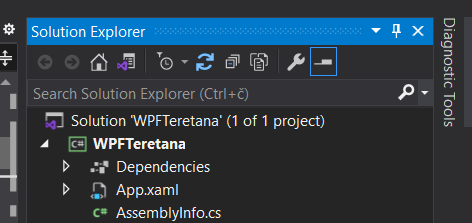 Solution Explorer
Search Solution Explorer (Ctrl+č)
Solution 'WPFTeretana' (1 of 1 project)
C# WPFTeretana
Dependencies
App.xaml
C# AssemblyInfo.cs
Diagnostic Tools